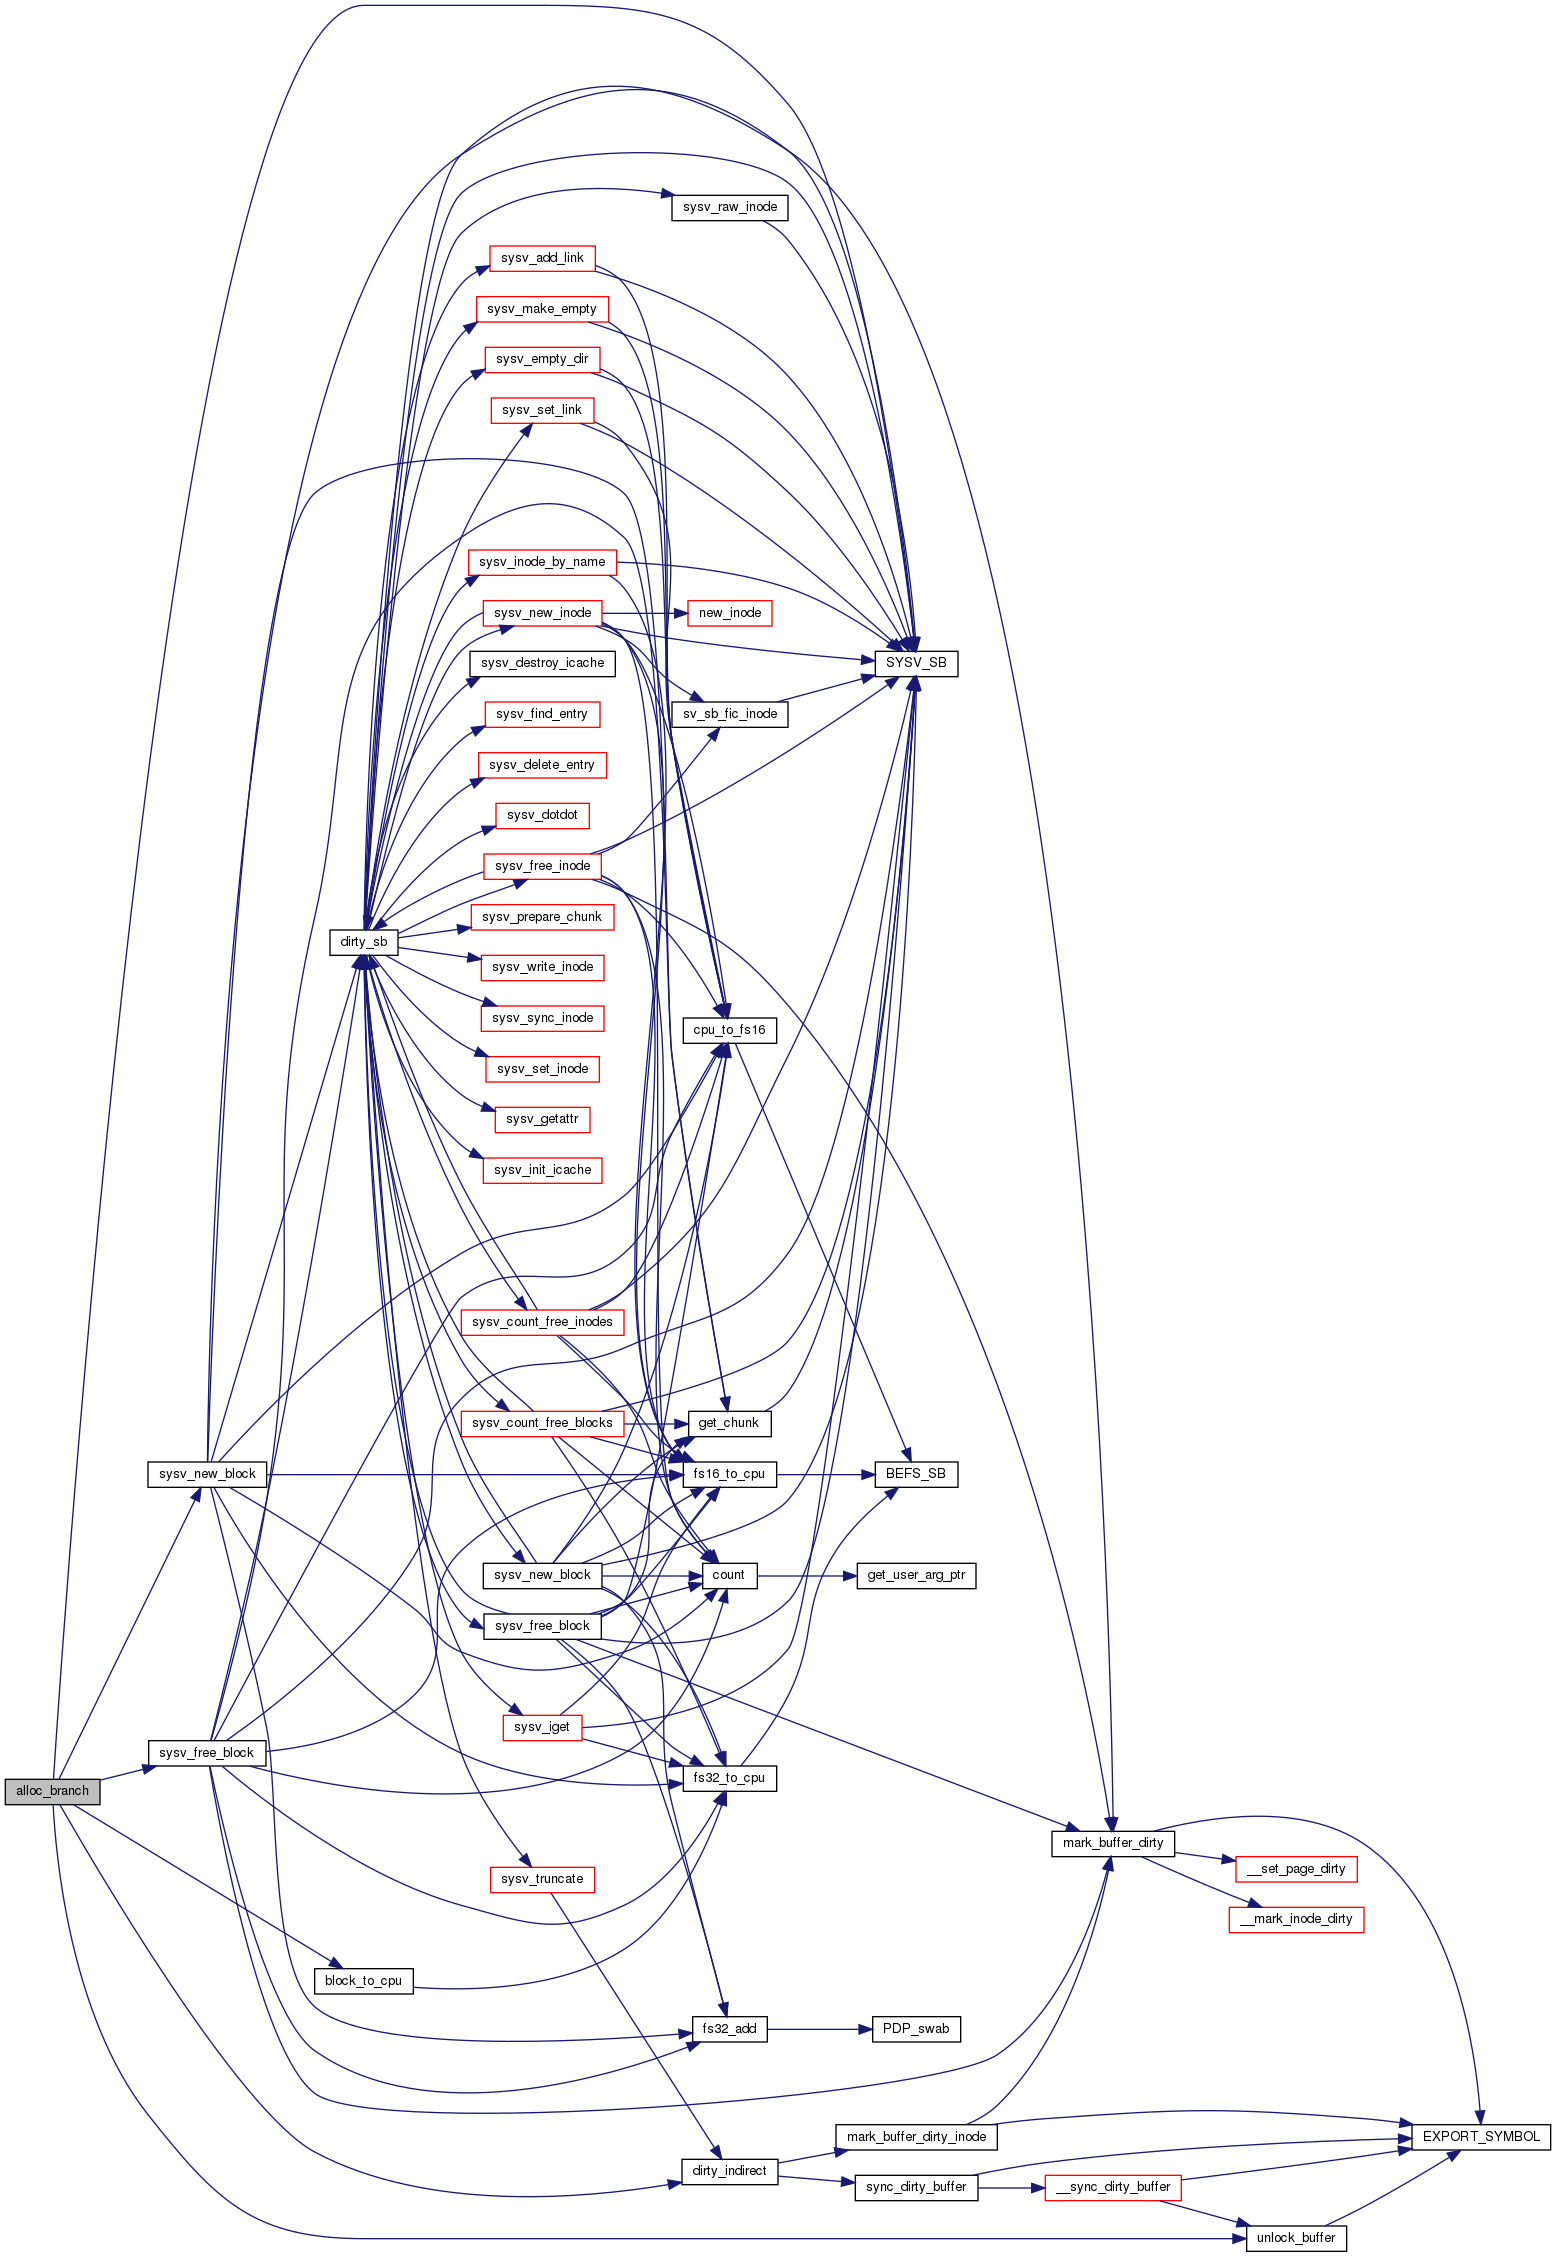 sysv_raw_inode
sysv_add_link
sysv_make_empty
sysv_empty_dir
sysv_set_link
sysv_inode_by_name
sysv_new_inode
new_inode
sysv_destroy_icache
SYSV_SB
sysv_find_entry
sv_sb_fic_inode
sysv_delete_entry
sysv_dotdot
sysv_free_inode
sysv_prepare_chunk
dirty_sb
sysv_write_inode
sysv_sync_inode
cpu_to_fs16
sysv_set_inode
sysv_getattr
sysv_init_icache
sysv_count_free_inodes
sysv_count_free_blocks
get_chunk
sysv_new_block
fs16_to_cpu
BEFS_SB
sysv_new_block
count
get_user_arg_ptr
sysv_free_block
sysv_iget
sysv_free_block
fs32_to_cpu
alloc_branch
mark_buffer_dirty
__set_page_dirty
sysv_truncate
__mark_inode_dirty
block_to_cpu
fs32_add
PDP_swab
mark_buffer_dirty_inode
EXPORT_SYMBOL
dirty_indirect
sync_dirty_buffer
__sync_dirty_buffer
unlock_buffer